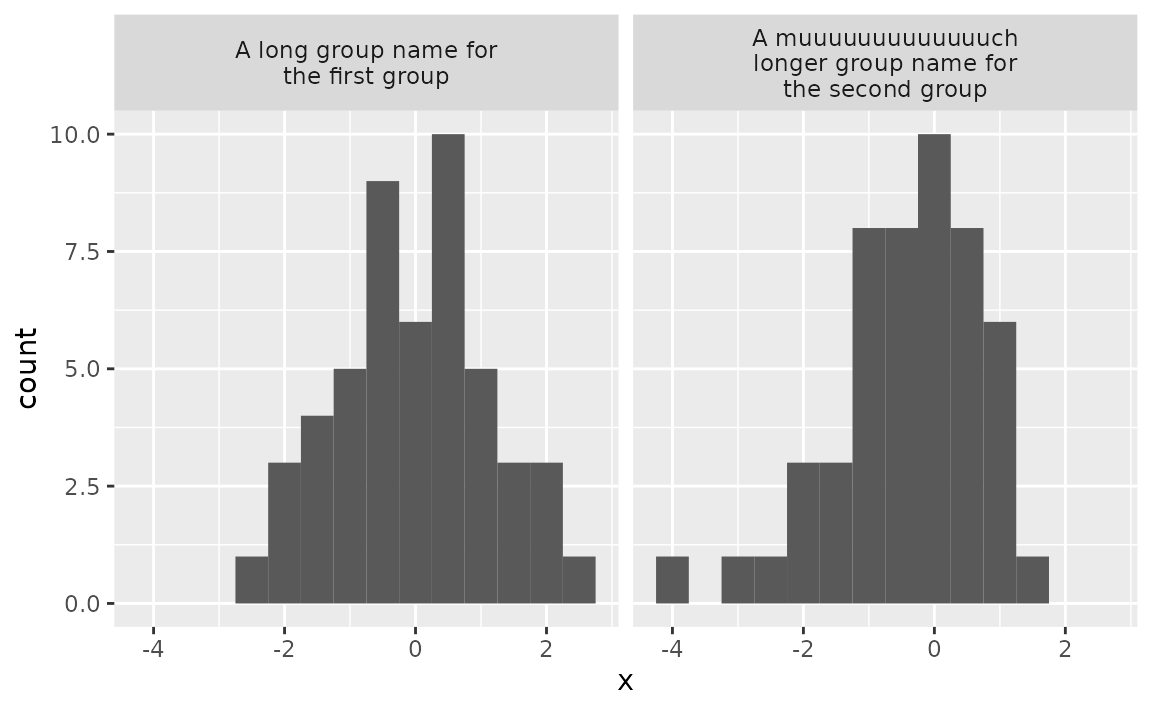 A long group name for
the first group
A muuuuuuuuuuuuuch
longer group name for
the second group
10.0
7.5
5.0
2.5
0.0
count
-4 -2 0 2
-4 -2 0 2
x